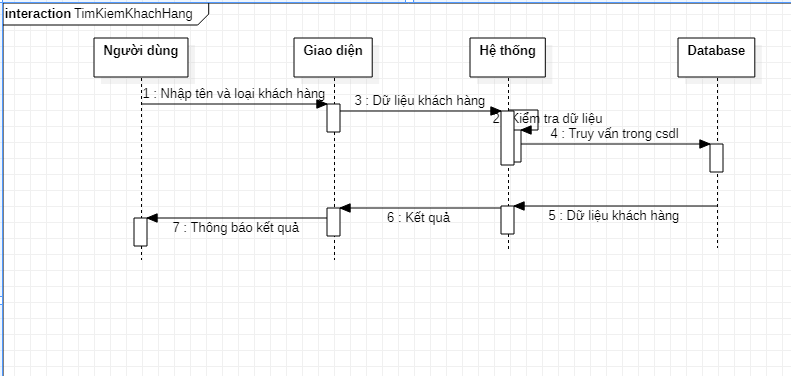 interaction TimKiemKhachHang
Người dùng
Giao diện
Hệ thống
Database
1 : Nhập tên và loại khách hàng
3 : Dữ liệu khách hàng
2 : Kiểm tra dữ liệu
4 : Truy vấn trong csdl
5 : Dữ liệu khách hàng
6 : Kết quả
7 : Thông báo kết quả